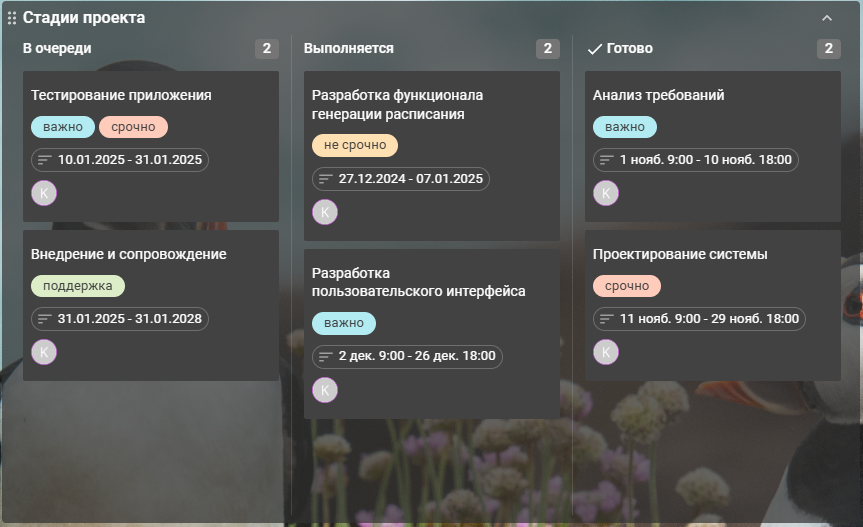 Стадии проекта
В очереди 2
Тестирование приложения
важно срочно
10.01.2025 - 31.01.2025
K
Внедрение и сопровождение
поддержка
31.01.2025 - 31.01.2028
K
Выполняется 2
Разработка функционала
генерации расписания
не срочно
27.12.2024 - 07.01.2025
K
Разработка
пользовательского интерфейса
важно
2 дек. 9:00 - 26 дек. 18:00
K
Готово 2
Анализ требований
важно
1 нояб. 9:00 - 10 нояб. 18:00
K
Проектирование системы
срочно
11 нояб. 9:00 - 29 нояб. 18:00
K